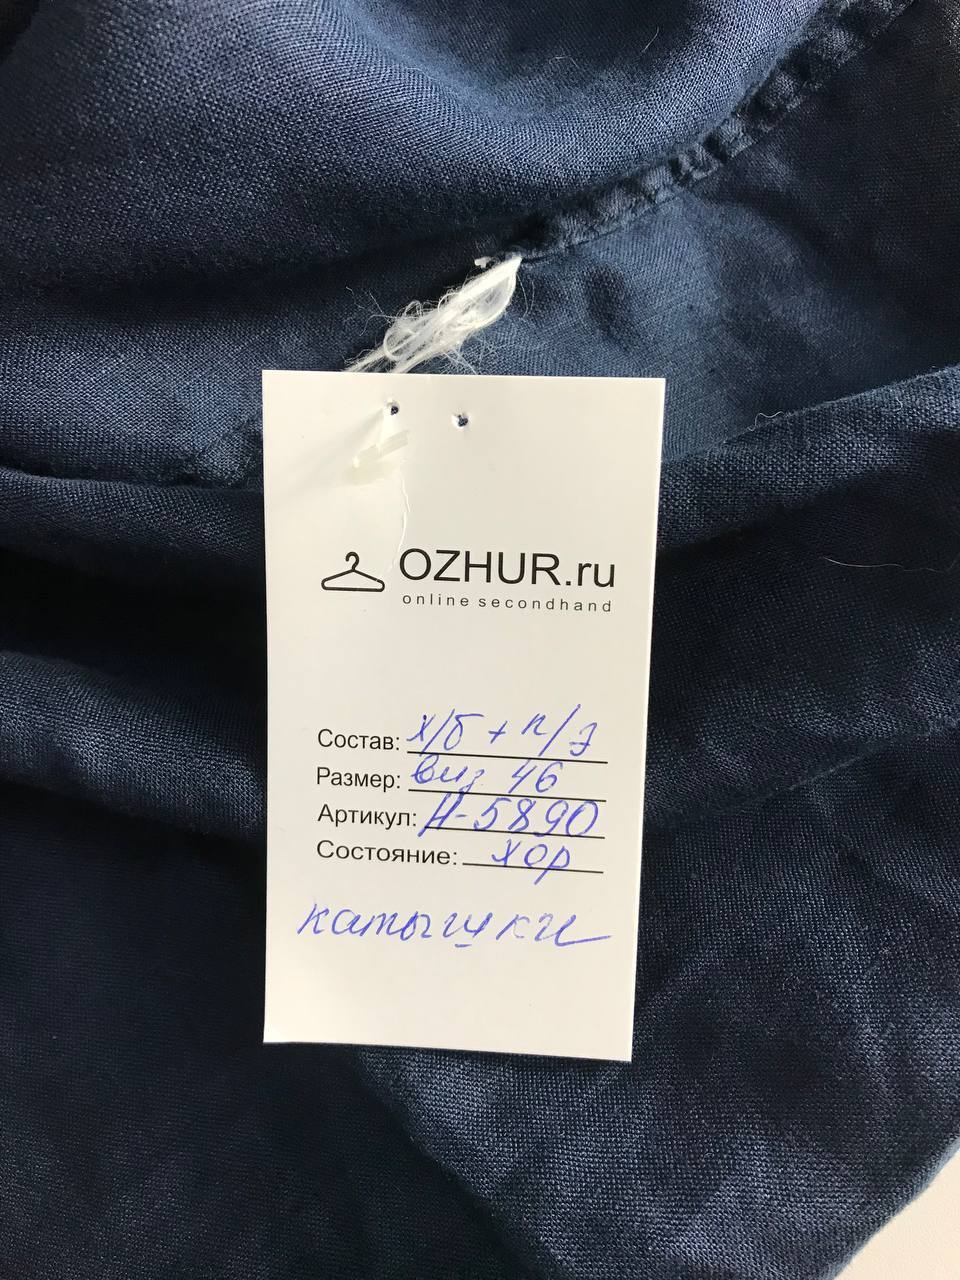 OZHUR.ru
online secondhand
Состав: х/б + п/э
Размер: виз 46
Артикул: Н-5890
Состояние: хор
катышки